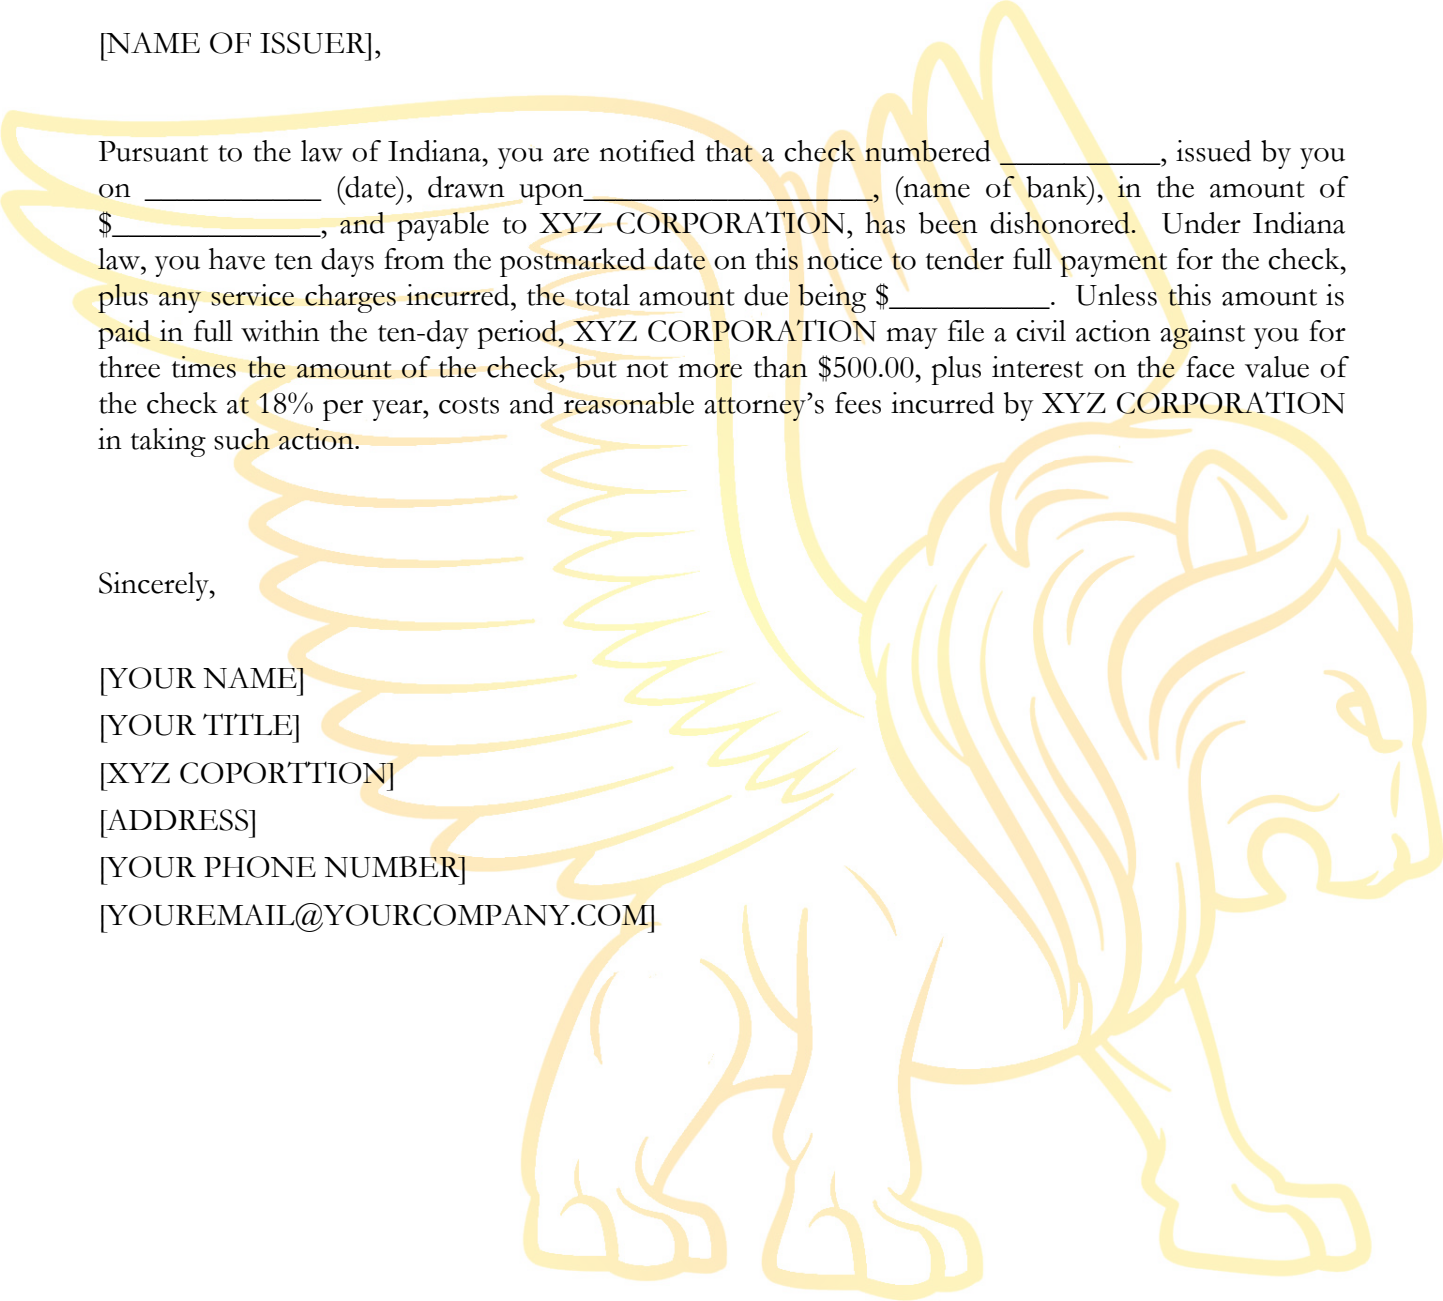 [NAME OF ISSUER],
Pursuant to the law of Indiana, you are notified that a check numbered __________, issued by you
on ___________ (date), drawn upon__________________, (name of bank), in the amount of
$_____________, and payable to XYZ CORPORATION, has been dishonored.  Under Indiana
law, you have ten days from the postmarked date on this notice to tender full payment for the check,
plus any service charges incurred, the total amount due being $__________.  Unless this amount is
paid in full within the ten-day period, XYZ CORPORATION may file a civil action against you for
three times the amount of the check, but not more than $500.00, plus interest on the face value of
the check at 18% per year, costs and reasonable attorney’s fees incurred by XYZ CORPORATION
in taking such action.
Sincerely,
[YOUR NAME]
[YOUR TITLE]
[XYZ COPORTTION]
[ADDRESS]
[YOUR PHONE NUMBER]
[YOUREMAIL@YOURCOMPANY.COM]